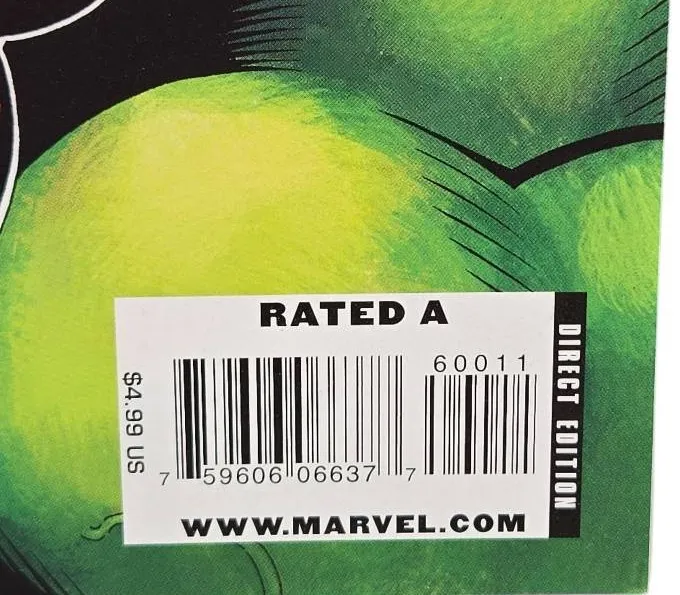 RATED A
$4.99 US
60011
7 59606 06637 7
DIRECT EDITION
WWW.MARVEL.COM